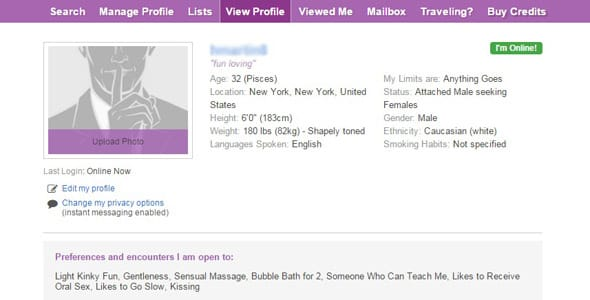 Search Manage Profile Lists View Profile Viewed Me Mailbox Traveling? Buy Credits
I'm Online!
"fun loving"
Age: 32 (Pisces)
Location: New York, New York, United
States
Height: 6'0" (183cm)
Weight: 180 lbs (82kg) - Shapely toned
Languages Spoken: English
My Limits are: Anything Goes
Status: Attached Male seeking
Females
Gender: Male
Ethnicity: Caucasian (white)
Smoking Habits: Not specified
Upload Photo
Last Login: Online Now
Edit my profile
Change my privacy options
(instant messaging enabled)
Preferences and encounters I am open to:
Light Kinky Fun, Gentleness, Sensual Massage, Bubble Bath for 2, Someone Who Can Teach Me, Likes to Receive
Oral Sex, Likes to Go Slow, Kissing